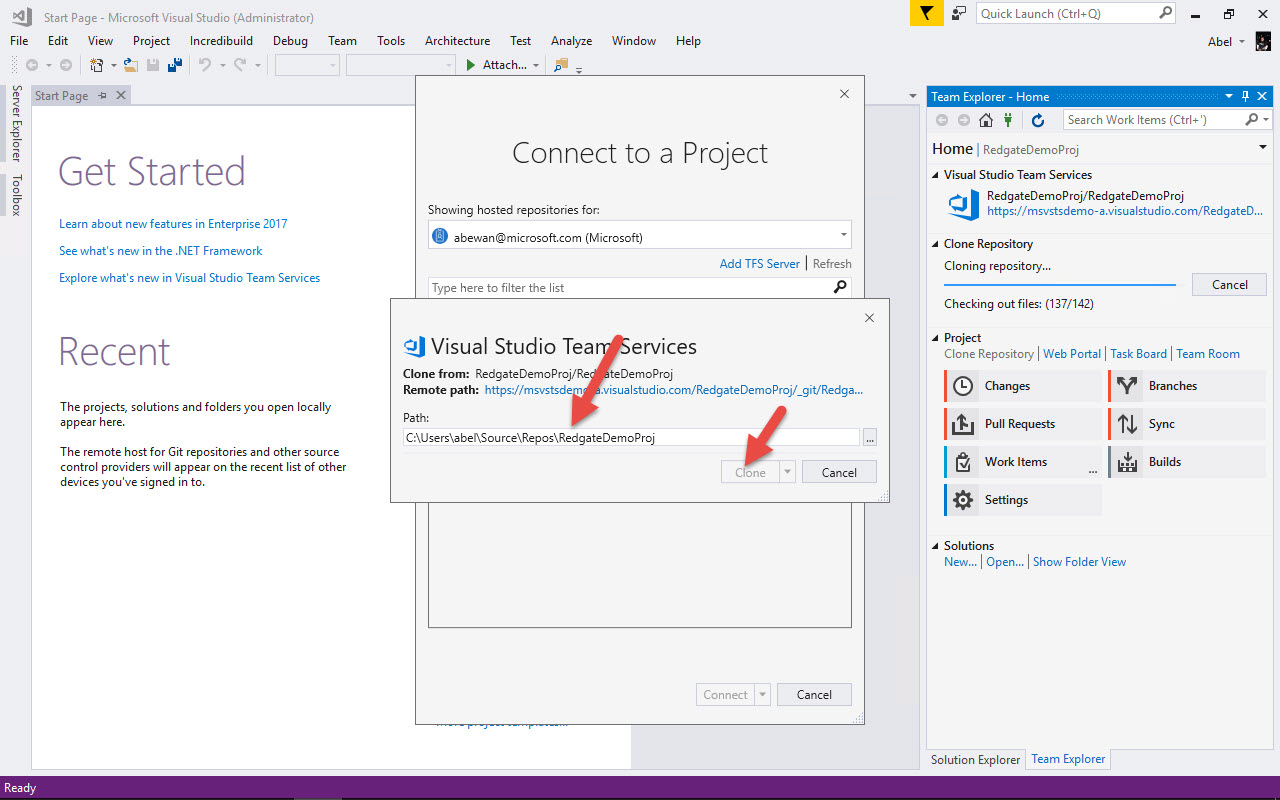 Start Page - Microsoft Visual Studio (Administrator)
Quick Launch (Ctrl+Q)
File Edit View Project Incredibuild Debug Team Tools Architecture Test Analyze Window Help
Abel
Attach...
Server Explorer
Toolbox
Start Page
Get Started
Learn about new features in Enterprise 2017
See what's new in the .NET Framework
Explore what's new in Visual Studio Team Services
Recent
The projects, solutions and folders you open locally
appear here.
The remote host for Git repositories and other source
control providers will appear on the recent list of other
devices you've signed in to.
Connect to a Project
Showing hosted repositories for:
abewan@microsoft.com (Microsoft)
Add TFS Server | Refresh
Type here to filter the list
Visual Studio Team Services
Clone from: RedgateDemoProj/RedgateDemoProj
Remote path: https://msvstsdemo-a.visualstudio.com/RedgateDemoProj/_git/Redga...
Path:
C:\Users\abel\Source\Repos\RedgateDemoProj
...
Clone Cancel
Connect Cancel
more project templates...
Team Explorer - Home
Search Work Items (Ctrl+')
Home | RedgateDemoProj
Visual Studio Team Services
RedgateDemoProj/RedgateDemoProj
https://msvstsdemo-a.visualstudio.com/RedgateD...
Clone Repository
Cloning repository...
Cancel
Checking out files: (137/142)
Project
Clone Repository | Web Portal | Task Board | Team Room
Changes Branches
Pull Requests Sync
Work Items ... Builds
Settings
Solutions
New... | Open... | Show Folder View
Solution Explorer Team Explorer
Ready